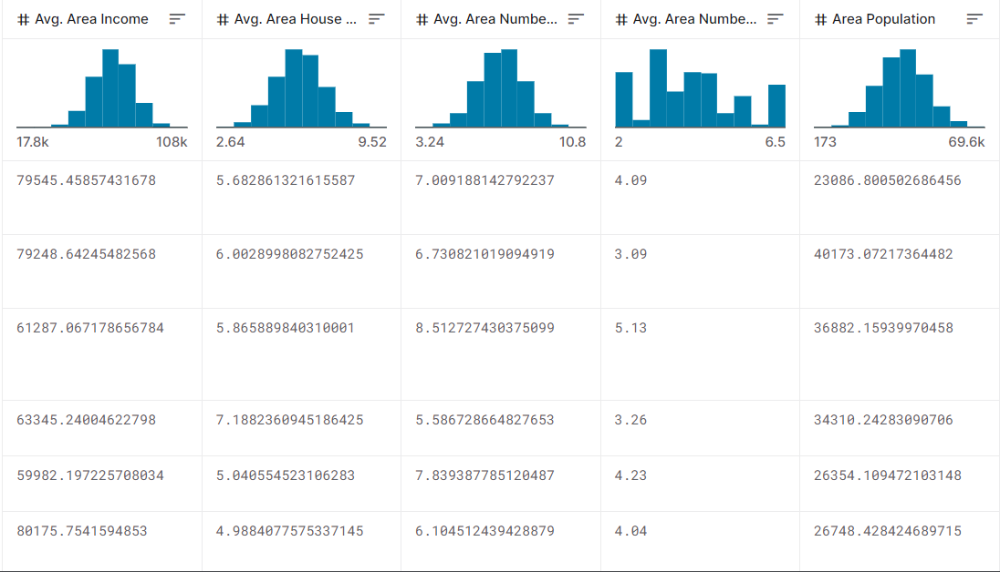 # Avg. Area Income # Avg. Area House ... # Avg. Area Numbe... # Avg. Area Numbe... # Area Population
17.8k 108k 2.64 9.52 3.24 10.8 2 6.5 173 69.6k
79545.45857431678 5.682861321615587 7.009188142792237 4.09 23086.800502686456
79248.64245482568 6.0028998082752425 6.730821019094919 3.09 40173.07217364482
61287.067178656784 5.865889840310001 8.512727430375099 5.13 36882.15939970458
63345.24004622798 7.1882360945186425 5.586728664827653 3.26 34310.24283090706
59982.197225708034 5.040554523106283 7.839387785120487 4.23 26354.109472103148
80175.7541594853 4.9884077575337145 6.104512439428879 4.04 26748.428424689715